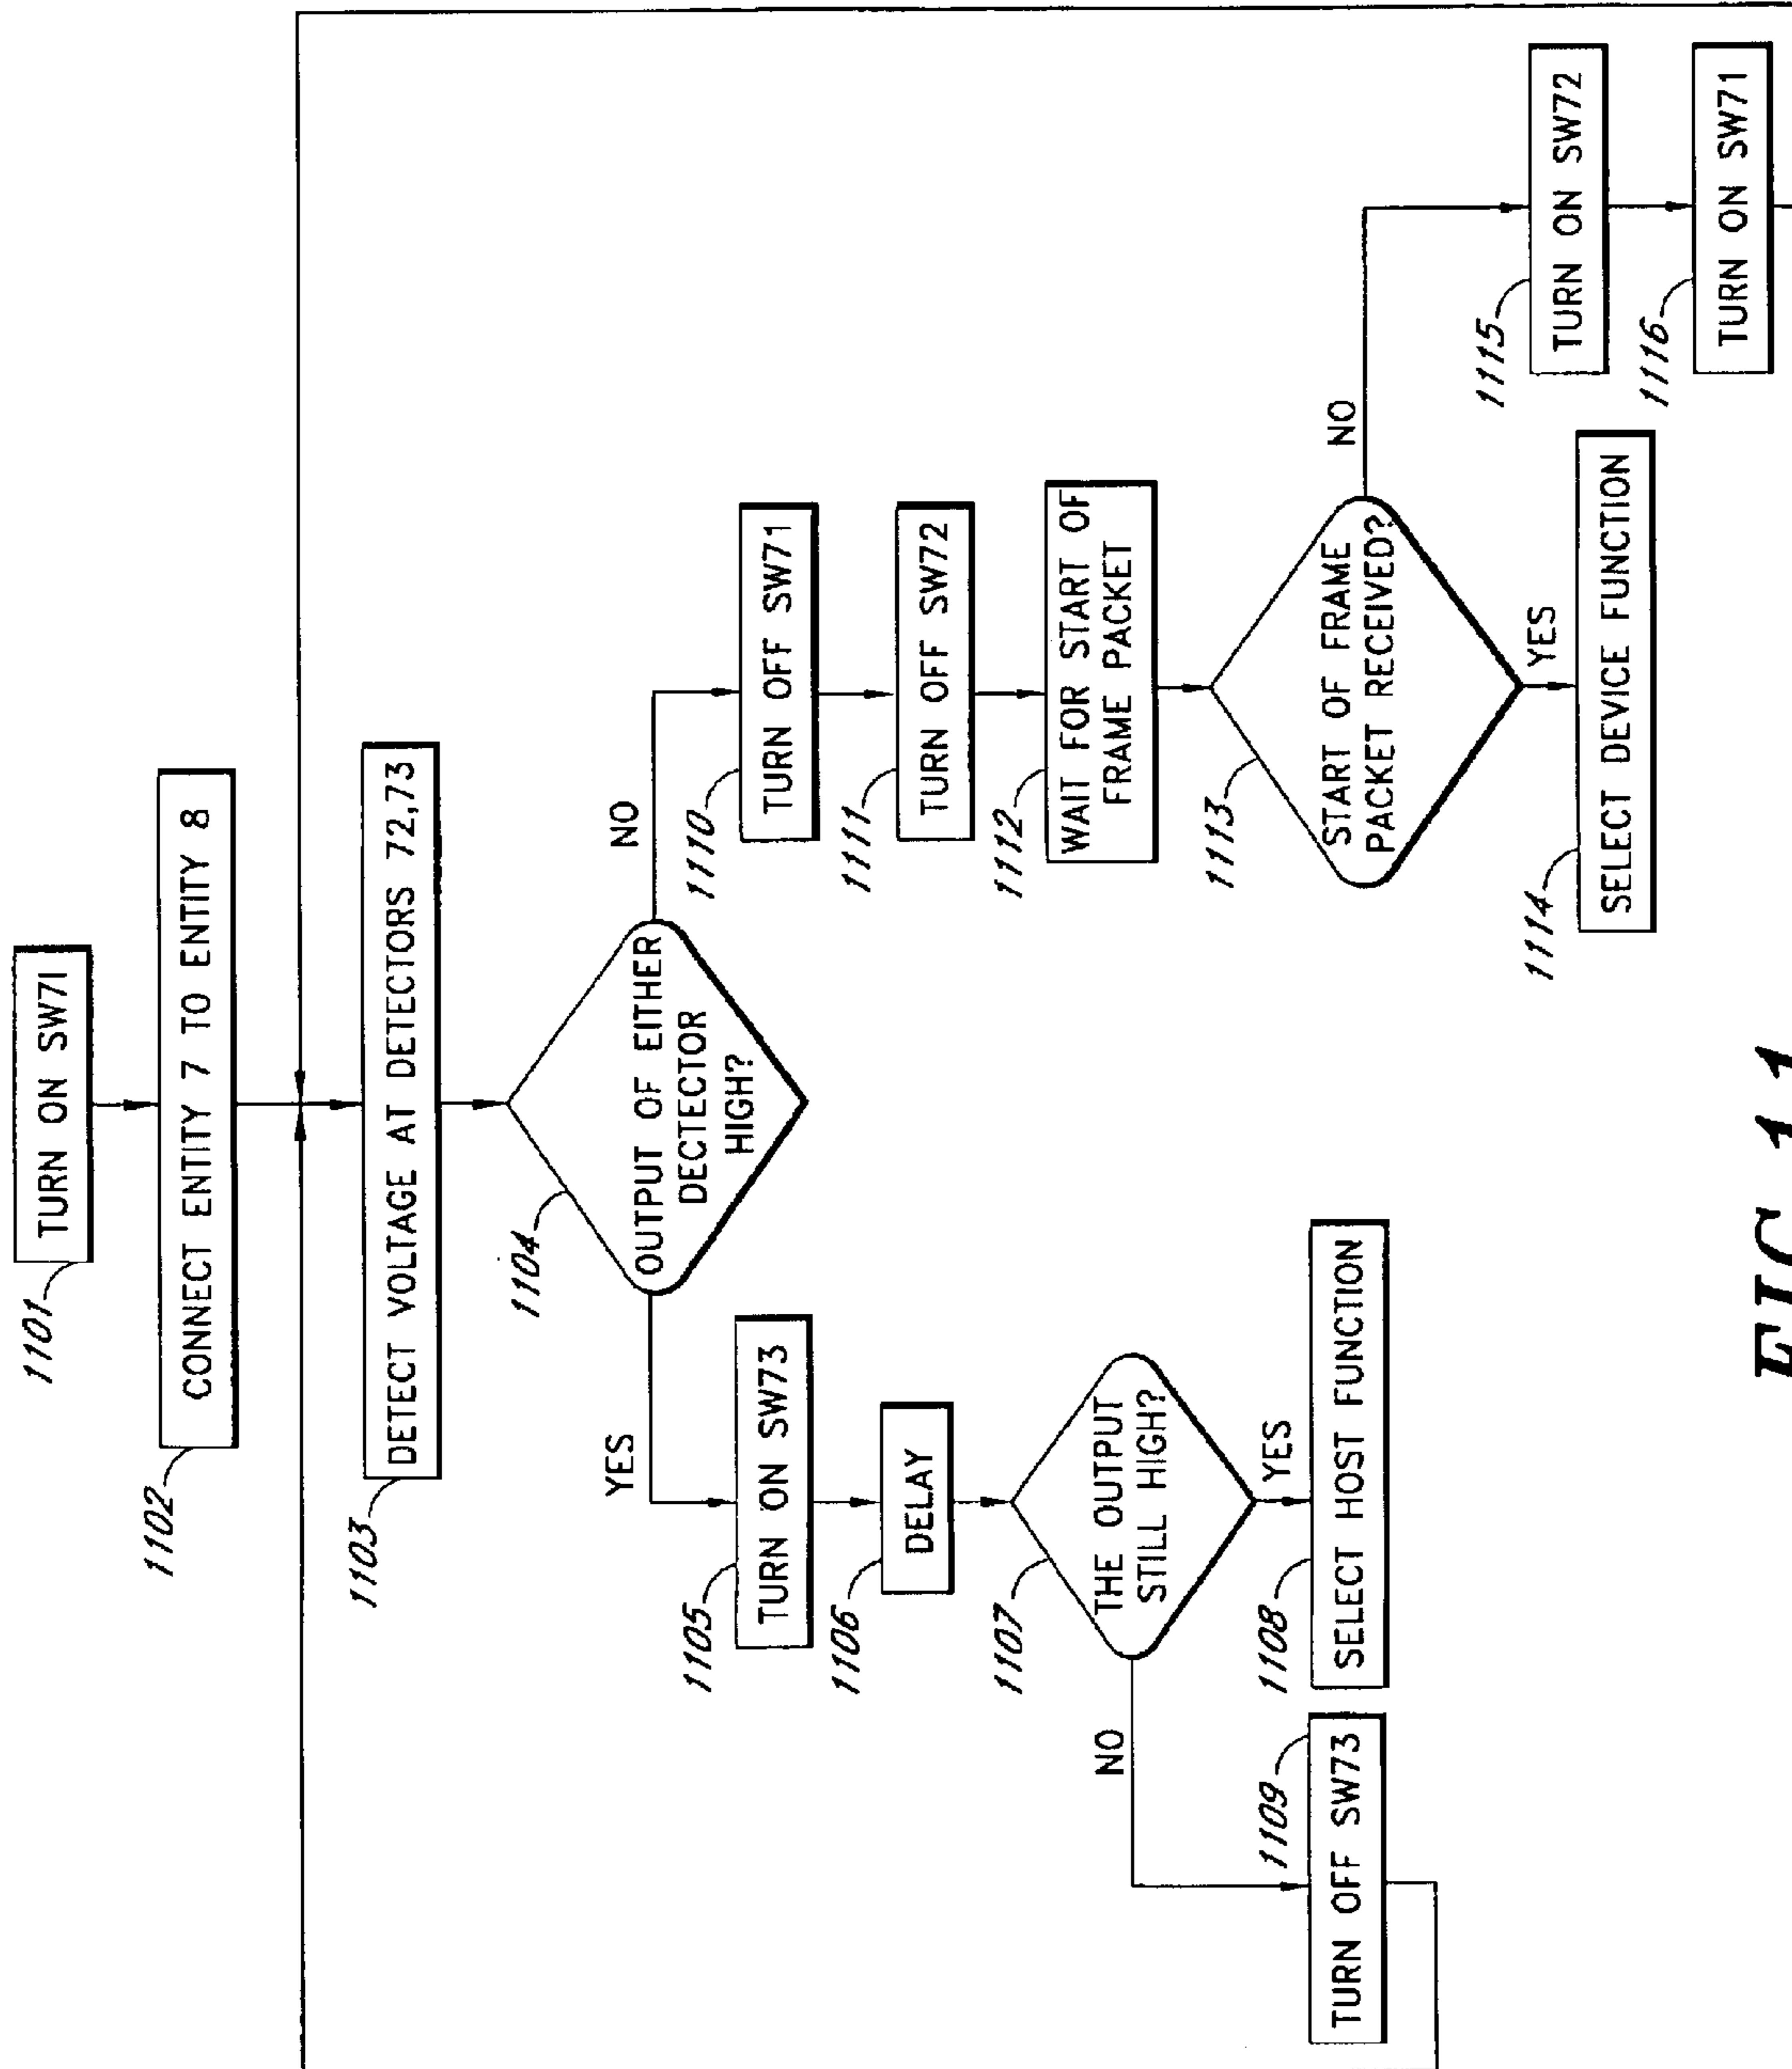 1101
TURN ON SW71
1102
CONNECT ENTITY 7 TO ENTITY 8
1103
DETECT VOLTAGE AT DETECTORS 72,73
1104
OUTPUT OF EITHER
DECTECTOR
HIGH?
YES
NO
1105
TURN ON SW73
1106
DELAY
1107
THE OUTPUT
STILL HIGH?
NO
YES
1108
SELECT HOST FUNCTION
1109
TURN OFF SW73
1110
TURN OFF SW71
1111
TURN OFF SW72
1112
WAIT FOR START OF
FRAME PACKET
1113
START OF FRAME
PACKET RECEIVED?
NO
YES
1114
SELECT DEVICE FUNCTION
1115
TURN ON SW72
1116
TURN ON SW71
FIG. 11